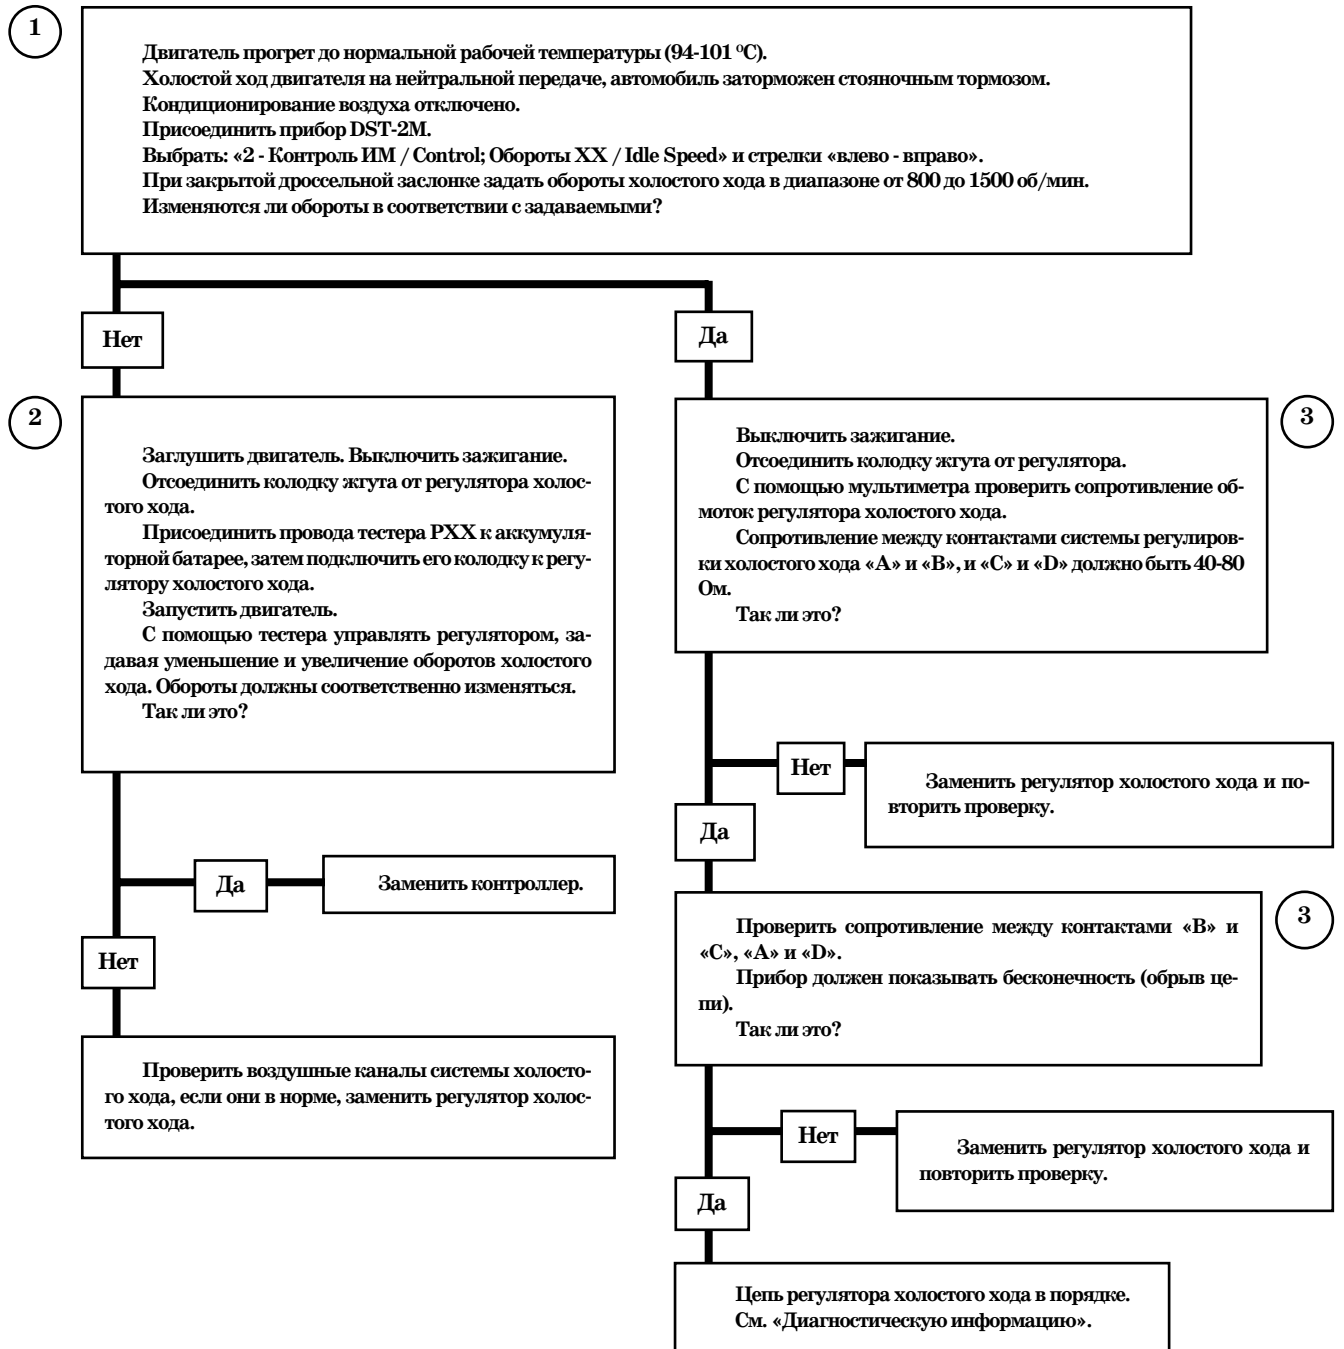 1
Двигатель прогрет до нормальной рабочей температуры (94-101 °С).
Холостой ход двигателя на нейтральной передаче, автомобиль заторможен стояночным тормозом.
Кондиционирование воздуха отключено.
Присоединить прибор DST-2M.
Выбрать: «2 - Контроль ИМ / Control; Обороты ХХ / Idle Speed» и стрелки «влево - вправо».
При закрытой дроссельной заслонке задать обороты холостого хода в диапазоне от 800 до 1500 об/мин.
Изменяются ли обороты в соответствии с задаваемыми?
Нет
Да
2
Заглушить двигатель. Выключить зажигание.
Отсоединить колодку жгута от регулятора холос-
того хода.
Присоединить провода тестера РХХ к аккумуля-
торной батарее, затем подключить его колодку к регу-
лятору холостого хода.
Запустить двигатель.
С помощью тестера управлять регулятором, за-
давая уменьшение и увеличение оборотов холостого
хода. Обороты должны соответственно изменяться.
Так ли это?
3
Выключить зажигание.
Отсоединить колодку жгута от регулятора.
С помощью мультиметра проверить сопротивление об-
моток регулятора холостого хода.
Сопротивление между контактами системы регулиров-
ки холостого хода «А» и «В», и «С» и «D» должно быть 40-80
Ом.
Так ли это?
Нет
Заменить регулятор холостого хода и по-
вторить проверку.
Да
Да
Заменить контроллер.
Нет
Проверить воздушные каналы системы холосто-
го хода, если они в норме, заменить регулятор холос-
того хода.
3
Проверить сопротивление между контактами «В» и
«С», «А» и «D».
Прибор должен показывать бесконечность (обрыв це-
пи).
Так ли это?
Нет
Заменить регулятор холостого хода и
повторить проверку.
Да
Цепь регулятора холостого хода в порядке.
См. «Диагностическую информацию».